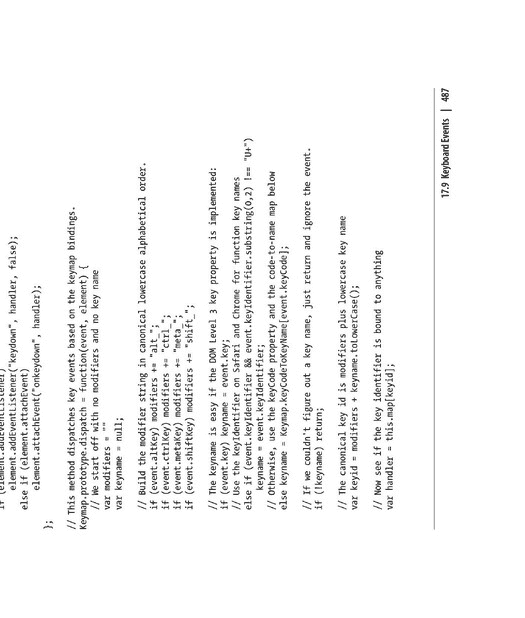 if (element.addEventListener)
element.addEventListener("keydown", handler, false);
else if (element.attachEvent)
element.attachEvent("onkeydown", handler);
};
// This method dispatches key events based on the keymap bindings.
Keymap.prototype.dispatch = function(event, element) {
// We start off with no modifiers and no key name
var modifiers = ""
var keyname = null;
// Build the modifier string in canonical lowercase alphabetical order.
if (event.altKey) modifiers += "alt_";
if (event.ctrlKey) modifiers += "ctrl_";
if (event.metaKey) modifiers += "meta_";
if (event.shiftKey) modifiers += "shift_";
// The keyname is easy if the DOM Level 3 key property is implemented:
if (event.key) keyname = event.key;
// Use the keyIdentifier on Safari and Chrome for function key names
else if (event.keyIdentifier && event.keyIdentifier.substring(0,2) !== "U+")
keyname = event.keyIdentifier;
// Otherwise, use the keyCode property and the code-to-name map below
else keyname = Keymap.keyCodeToKeyName[event.keyCode];
// If we couldn't figure out a key name, just return and ignore the event.
if (!keyname) return;
// The canonical key id is modifiers plus lowercase key name
var keyid = modifiers + keyname.toLowerCase();
// Now see if the key identifier is bound to anything
var handler = this.map[keyid];
17.9 Keyboard Events | 487